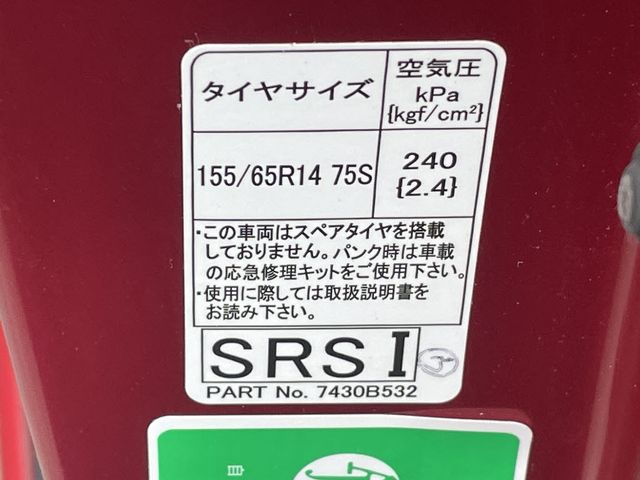 タイヤサイズ
空気圧
kPa
{kgf/cm²}
155/65R14 75S
240
{2.4}
・この車両はスペアタイヤを搭載
しておりません。パンク時は車載
の応急修理キットをご使用下さい。
・使用に際しては取扱説明書を
お読み下さい。
SRS I
PART No. 7430B532